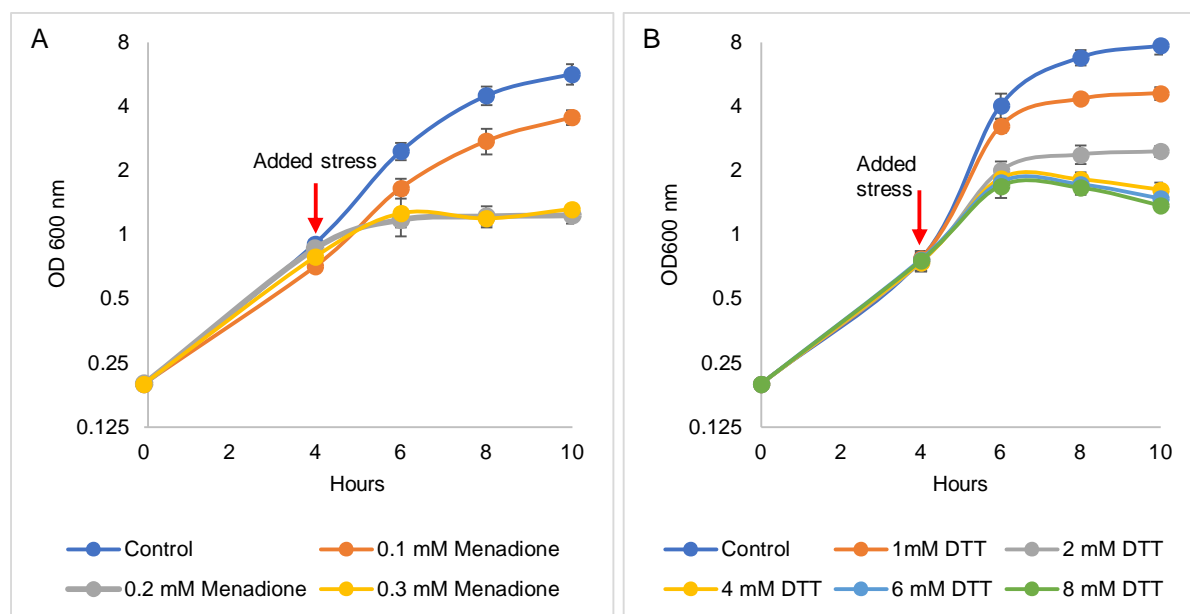 A
8
4
2
1
0.5
0.25
0.125
OD 600 nm
Added stress
0 2 4 6 8 10
Hours
Control 0.1 mM Menadione
0.2 mM Menadione 0.3 mM Menadione
B
8
4
2
1
0.5
0.25
0.125
OD600 nm
Added
stress
0 2 4 6 8 10
Hours
Control 1mM DTT 2 mM DTT
4 mM DTT 6 mM DTT 8 mM DTT